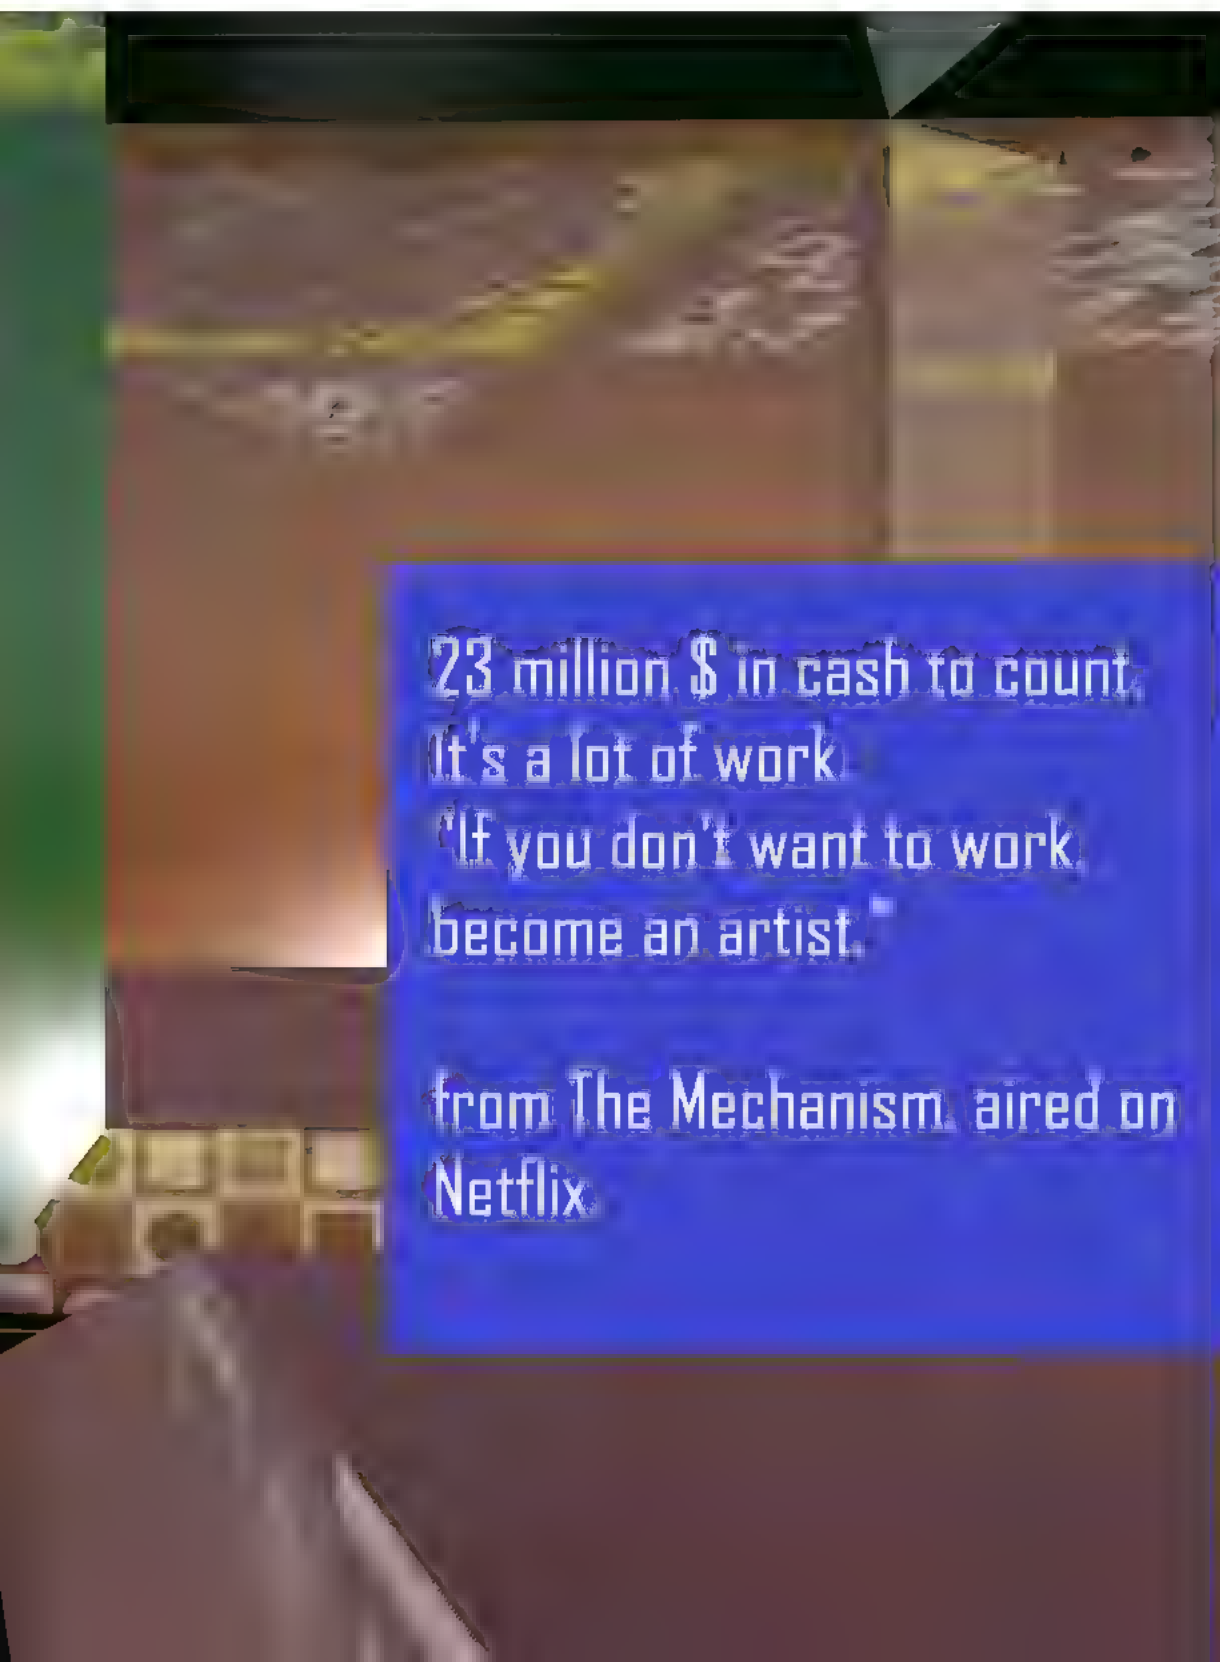 23 million $ in cash to count.
It's a lot of work
"If you don't want to work
become an artist."
from The Mechanism, aired on
Netflix